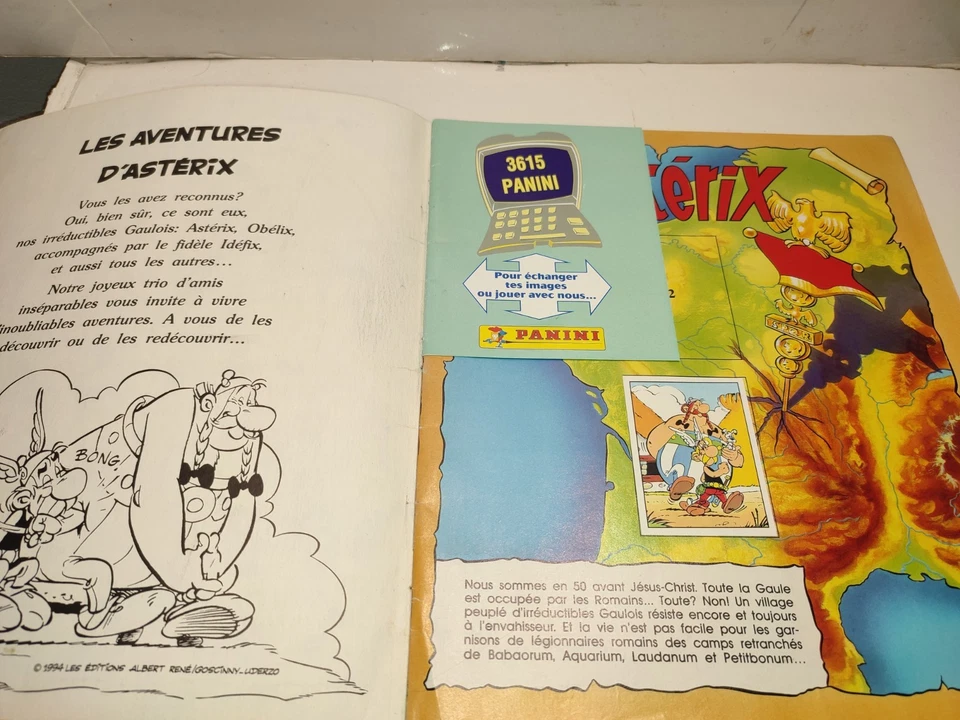 LES AVENTURES
D'ASTÉRIX
Vous les avez reconnus?
Oui, bien sûr, ce sont eux,
nos irréductibles Gaulois: Astérix, Obélix,
accompagnés par le fidèle Idéfix,
et aussi tous les autres...
Notre joyeux trio d'amis
inséparables vous invite à vivre
inoubliables aventures. A vous de les
découvrir ou de les redécouvrir...
BONG!
© 1994 LES ÉDITIONS ALBERT RENÉ/GOSCINNY-UDERZO
3615
PANINI
Pour échanger
tes images
ou jouer avec nous...
PANINI
térix
2
Nous sommes en 50 avant Jésus-Christ. Toute la Gaule
est occupée par les Romains... Toute? Non! Un village
peuplé d'irréductibles Gaulois résiste encore et toujours
à l'envahisseur. Et la vie n'est pas facile pour les gar-
nisons de légionnaires romains des camps retranchés
de Babaorum, Aquarium, Laudanum et Petitbonum...